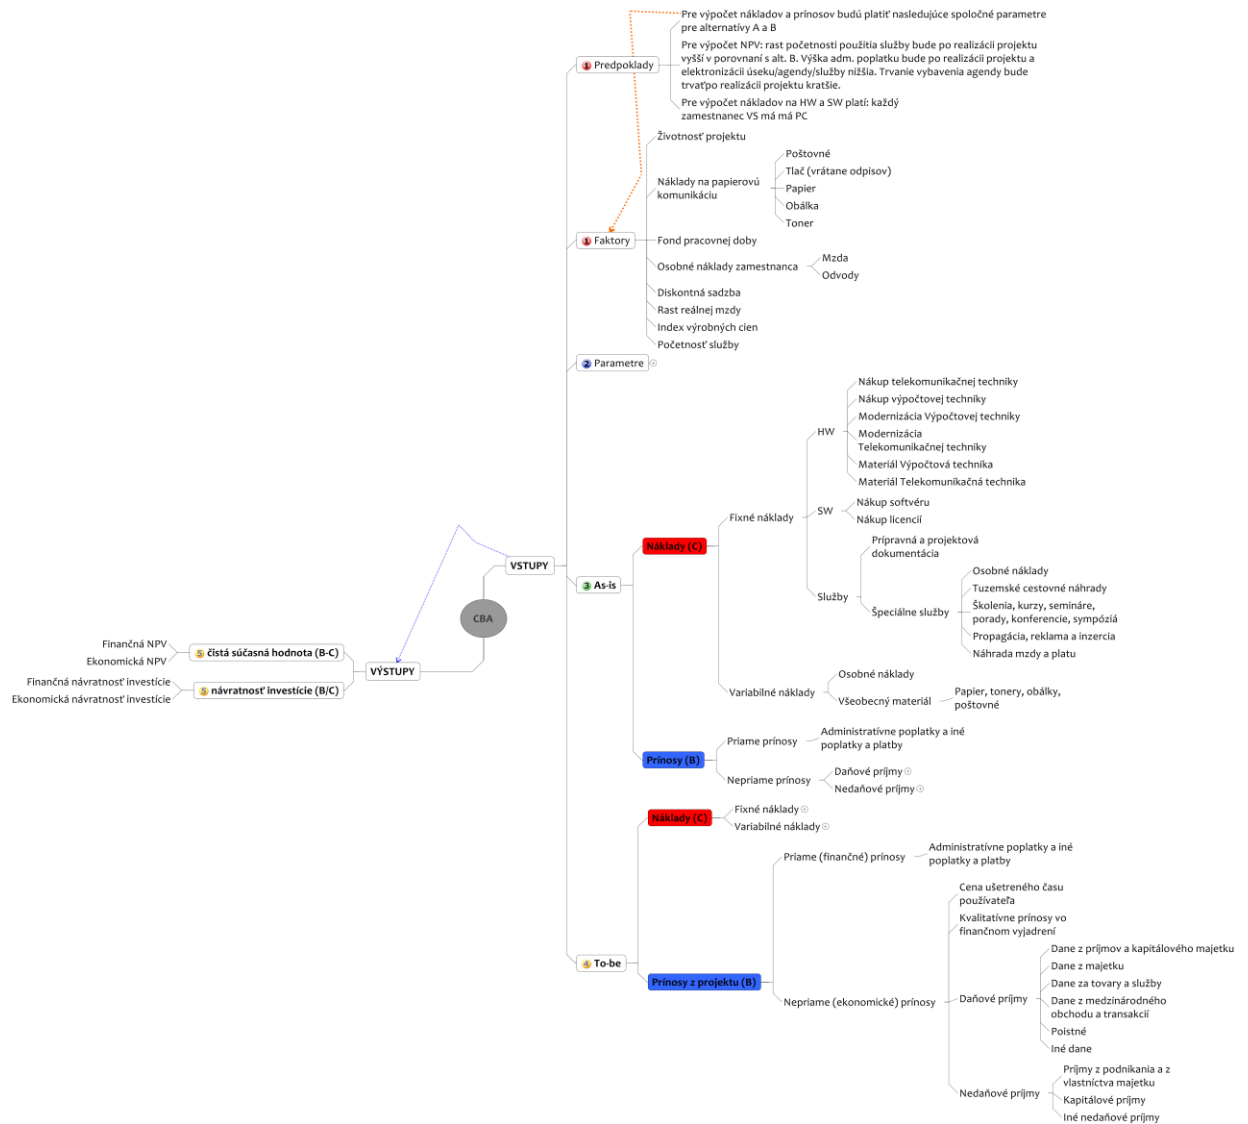 Pre výpočet nákladov a prínosov budú platiť nasledujúce spoločné parametre
pre alternatívy A a B
1 Predpoklady
Pre výpočet NPV: rast početnosti použitia služby bude po realizácii projektu
vyšší v porovnaní s alt. B. Výška adm. poplatku bude po realizácii projektu a
elektronizácii úseku/agendy/služby nižšia. Trvanie vybavenia agendy bude
trvaťpo realizácii projektu kratšie.
Pre výpočet nákladov na HW a SW platí: každý
zamestnanec VS má má PC
1 Faktory
Životnosť projektu
Náklady na papierovú
komunikáciu
Poštovné
Tlač (vrátane odpisov)
Papier
Obálka
Toner
Fond pracovnej doby
Osobné náklady zamestnanca
Mzda
Odvody
Diskontná sadzba
Rast reálnej mzdy
Index výrobných cien
Početnosť služby
2 Parametre
VSTUPY
CBA
3 As-is
Náklady (C)
Fixné náklady
HW
Nákup telekomunikačnej techniky
Nákup výpočtovej techniky
Modernizácia Výpočtovej techniky
Modernizácia
Telekomunikačnej techniky
Materiál Výpočtová technika
Materiál Telekomunikačná technika
SW
Nákup softvéru
Nákup licencií
Služby
Prípravná a projektová
dokumentácia
Špeciálne služby
Osobné náklady
Tuzemské cestovné náhrady
Školenia, kurzy, semináre,
porady, konferencie, sympóziá
Propagácia, reklama a inzercia
Náhrada mzdy a platu
Variabilné náklady
Osobné náklady
Všeobecný materiál
Papier, tonery, obálky,
poštovné
Prínosy (B)
Priame prínosy
Administratívne poplatky a iné
poplatky a platby
Nepriame prínosy
Daňové príjmy
Nedaňové príjmy
4 To-be
Náklady (C)
Fixné náklady
Variabilné náklady
Prínosy z projektu (B)
Priame (finančné) prínosy
Administratívne poplatky a iné
poplatky a platby
Nepriame (ekonomické) prínosy
Cena ušetreného času
používateľa
Kvalitatívne prínosy vo
finančnom vyjadrení
Daňové príjmy
Dane z príjmov a kapitálového majetku
Dane z majetku
Dane za tovary a služby
Dane z medzinárodného
obchodu a transakcií
Poistné
Iné dane
Nedaňové príjmy
Príjmy z podnikania a z
vlastníctva majetku
Kapitálové príjmy
Iné nedaňové príjmy
VÝSTUPY
5 čistá súčasná hodnota (B-C)
Finančná NPV
Ekonomická NPV
5 návratnosť investície (B/C)
Finančná návratnosť investície
Ekonomická návratnosť investície